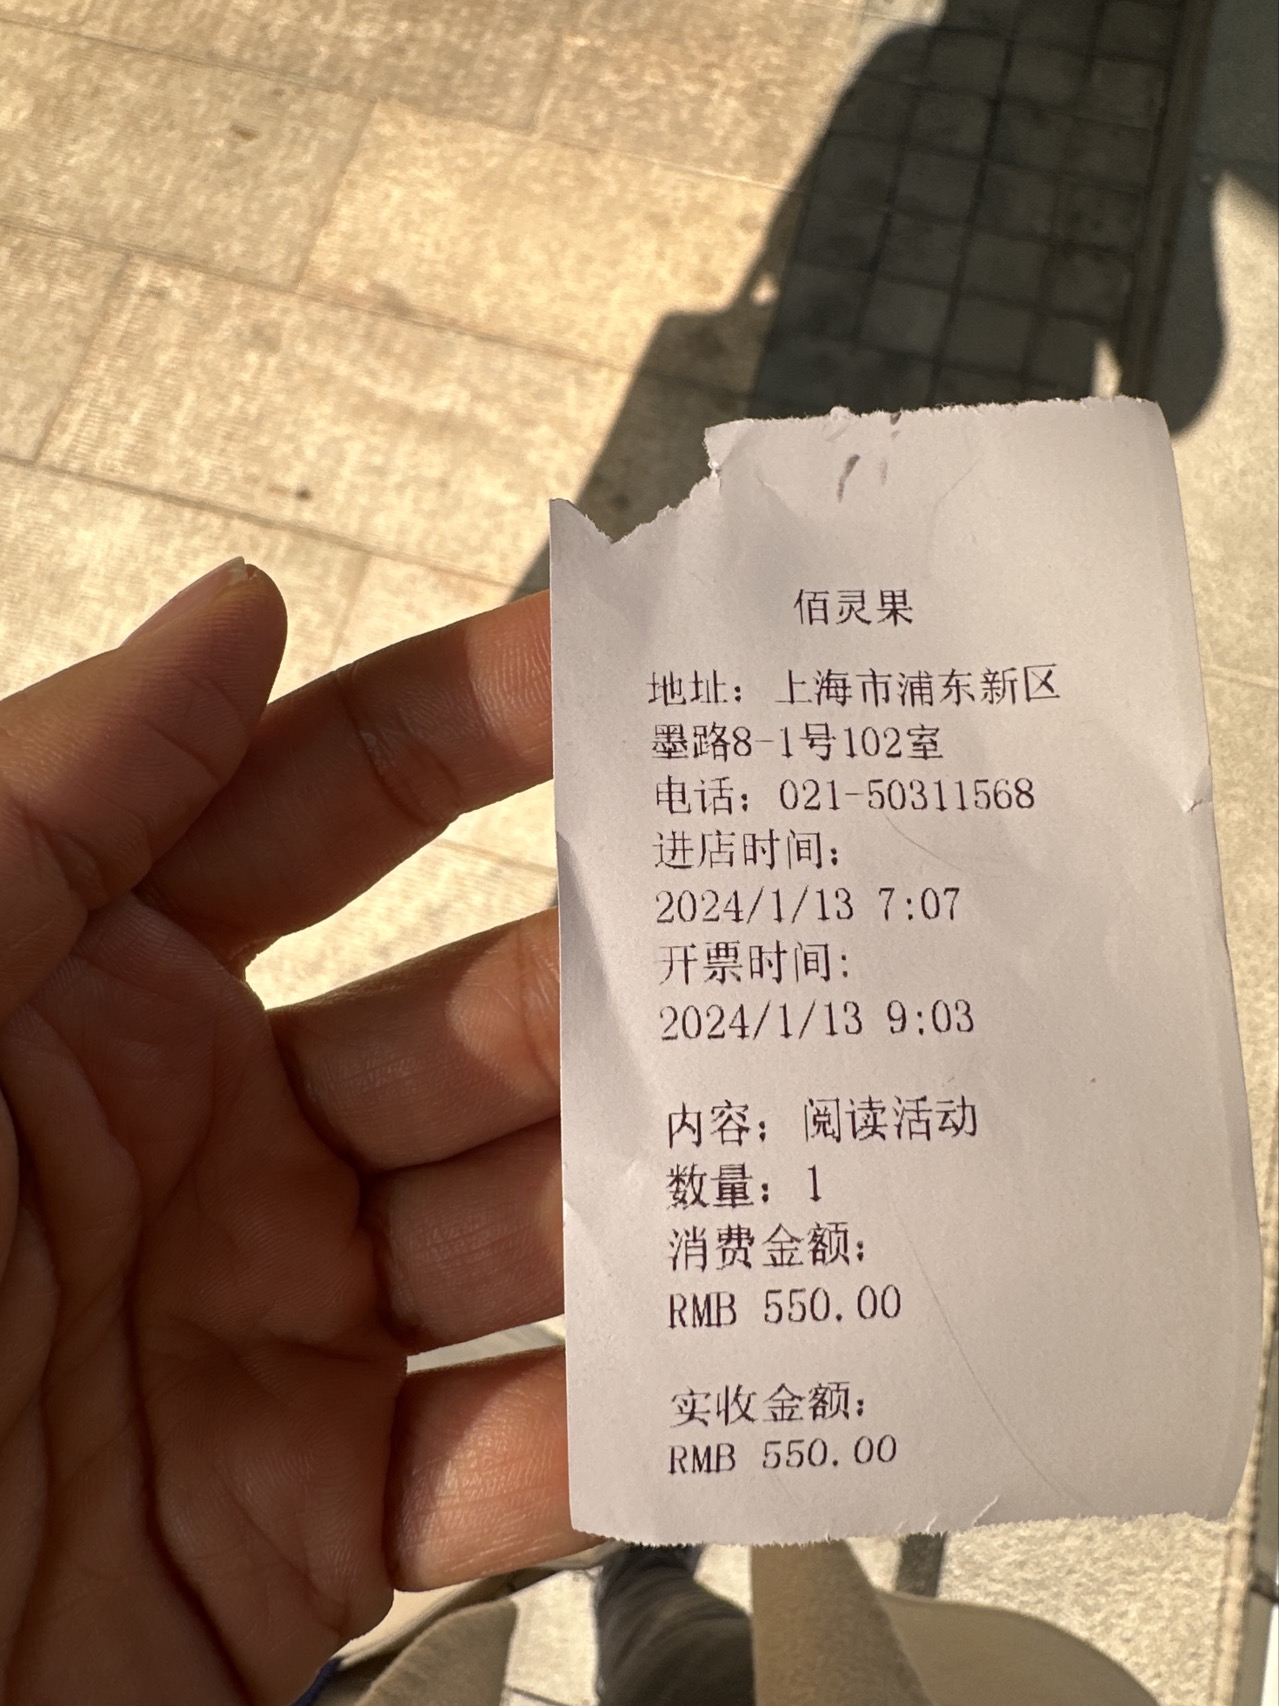 佰灵果
地址：上海市浦东新区
墨路8-1号102室
电话：021-50311568
进店时间：
2024/1/13 7:07
开票时间：
2024/1/13 9:03
内容：阅读活动
数量：1
消费金额：
RMB 550.00
实收金额：
RMB 550.00